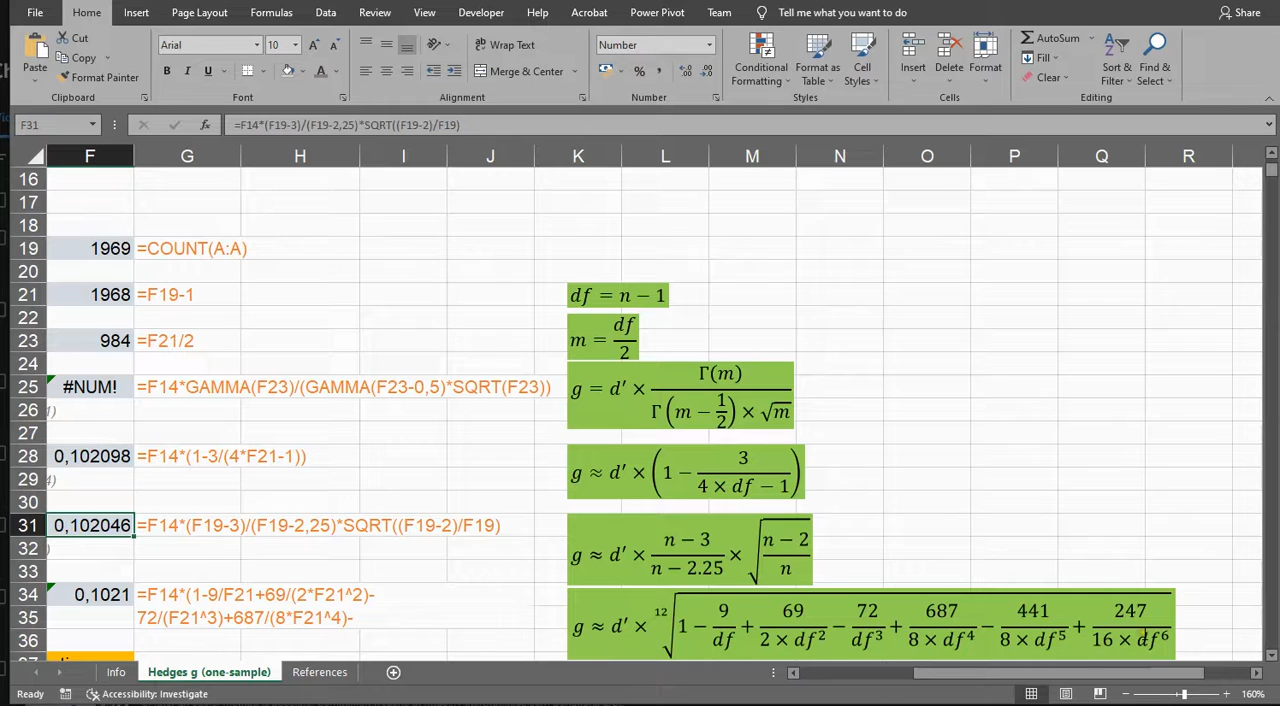 File Home Insert Page Layout Formulas Data Review View Developer Help Acrobat Power Pivot Team Tell me what you want to do Share
Paste Cut Copy Format Painter
Arial 10
B I U
Wrap Text
Merge & Center
Number
Conditional Formatting Format as Table Cell Styles
Insert Delete Format
AutoSum Fill Clear
Sort & Filter Find & Select
Clipboard Font Alignment Number Styles Cells Editing
F31 fx =F14*(F19-3)/(F19-2,25)*SQRT((F19-2)/F19)
F G H I J K L M N O P Q R
16
17
18
19 1969 =COUNT(A:A)
20
21 1968 =F19-1 df = n − 1
22
23 984 =F21/2 m = df/2
24
25 #NUM! =F14*GAMMA(F23)/(GAMMA(F23-0,5)*SQRT(F23)) g = d′ × Γ(m) / (Γ(m − 1/2) × √m)
26
27
28 0,102098 =F14*(1-3/(4*F21-1)) g ≈ d′ × (1 − 3/(4 × df − 1))
29 4)
30
31 0,102046 =F14*(F19-3)/(F19-2,25)*SQRT((F19-2)/F19) g ≈ d′ × (n − 3)/(n − 2.25) × √((n − 2)/n)
32 )
33
34 0,1021 =F14*(1-9/F21+69/(2*F21^2)-
35 72/(F21^3)+687/(8*F21^4)- g ≈ d′ × ¹²√(1 − 9/df + 69/(2 × df²) − 72/df³ + 687/(8 × df⁴) − 441/(8 × df⁵) + 247/(16 × df⁶))
36
Info Hedges g (one-sample) References
Ready Accessibility: Investigate 160%